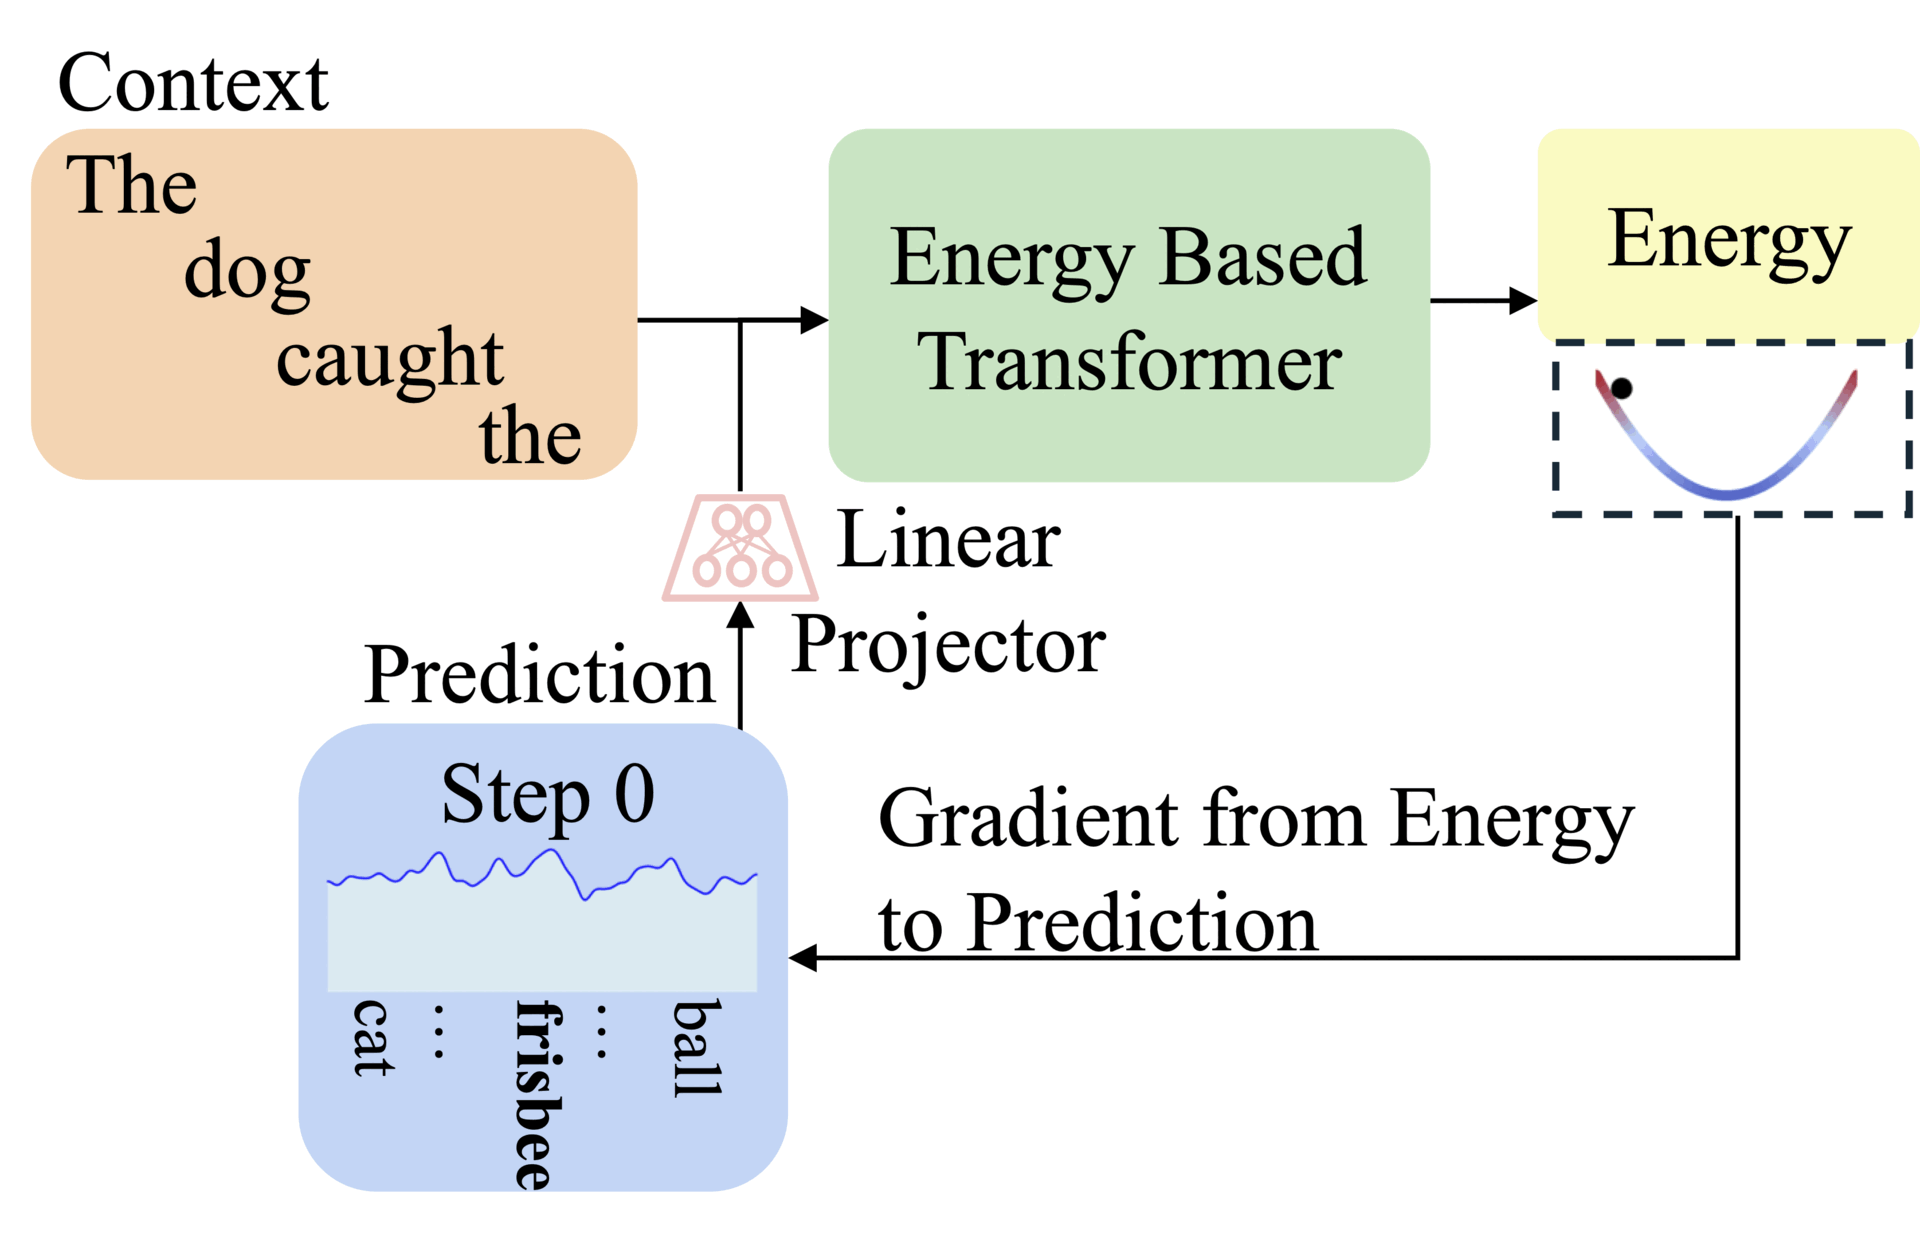 Context
The
dog
caught
the
Energy Based
Transformer
Energy
Linear
Projector
Prediction
Step 0
cat
...
frisbee
...
ball
Gradient from Energy
to Prediction